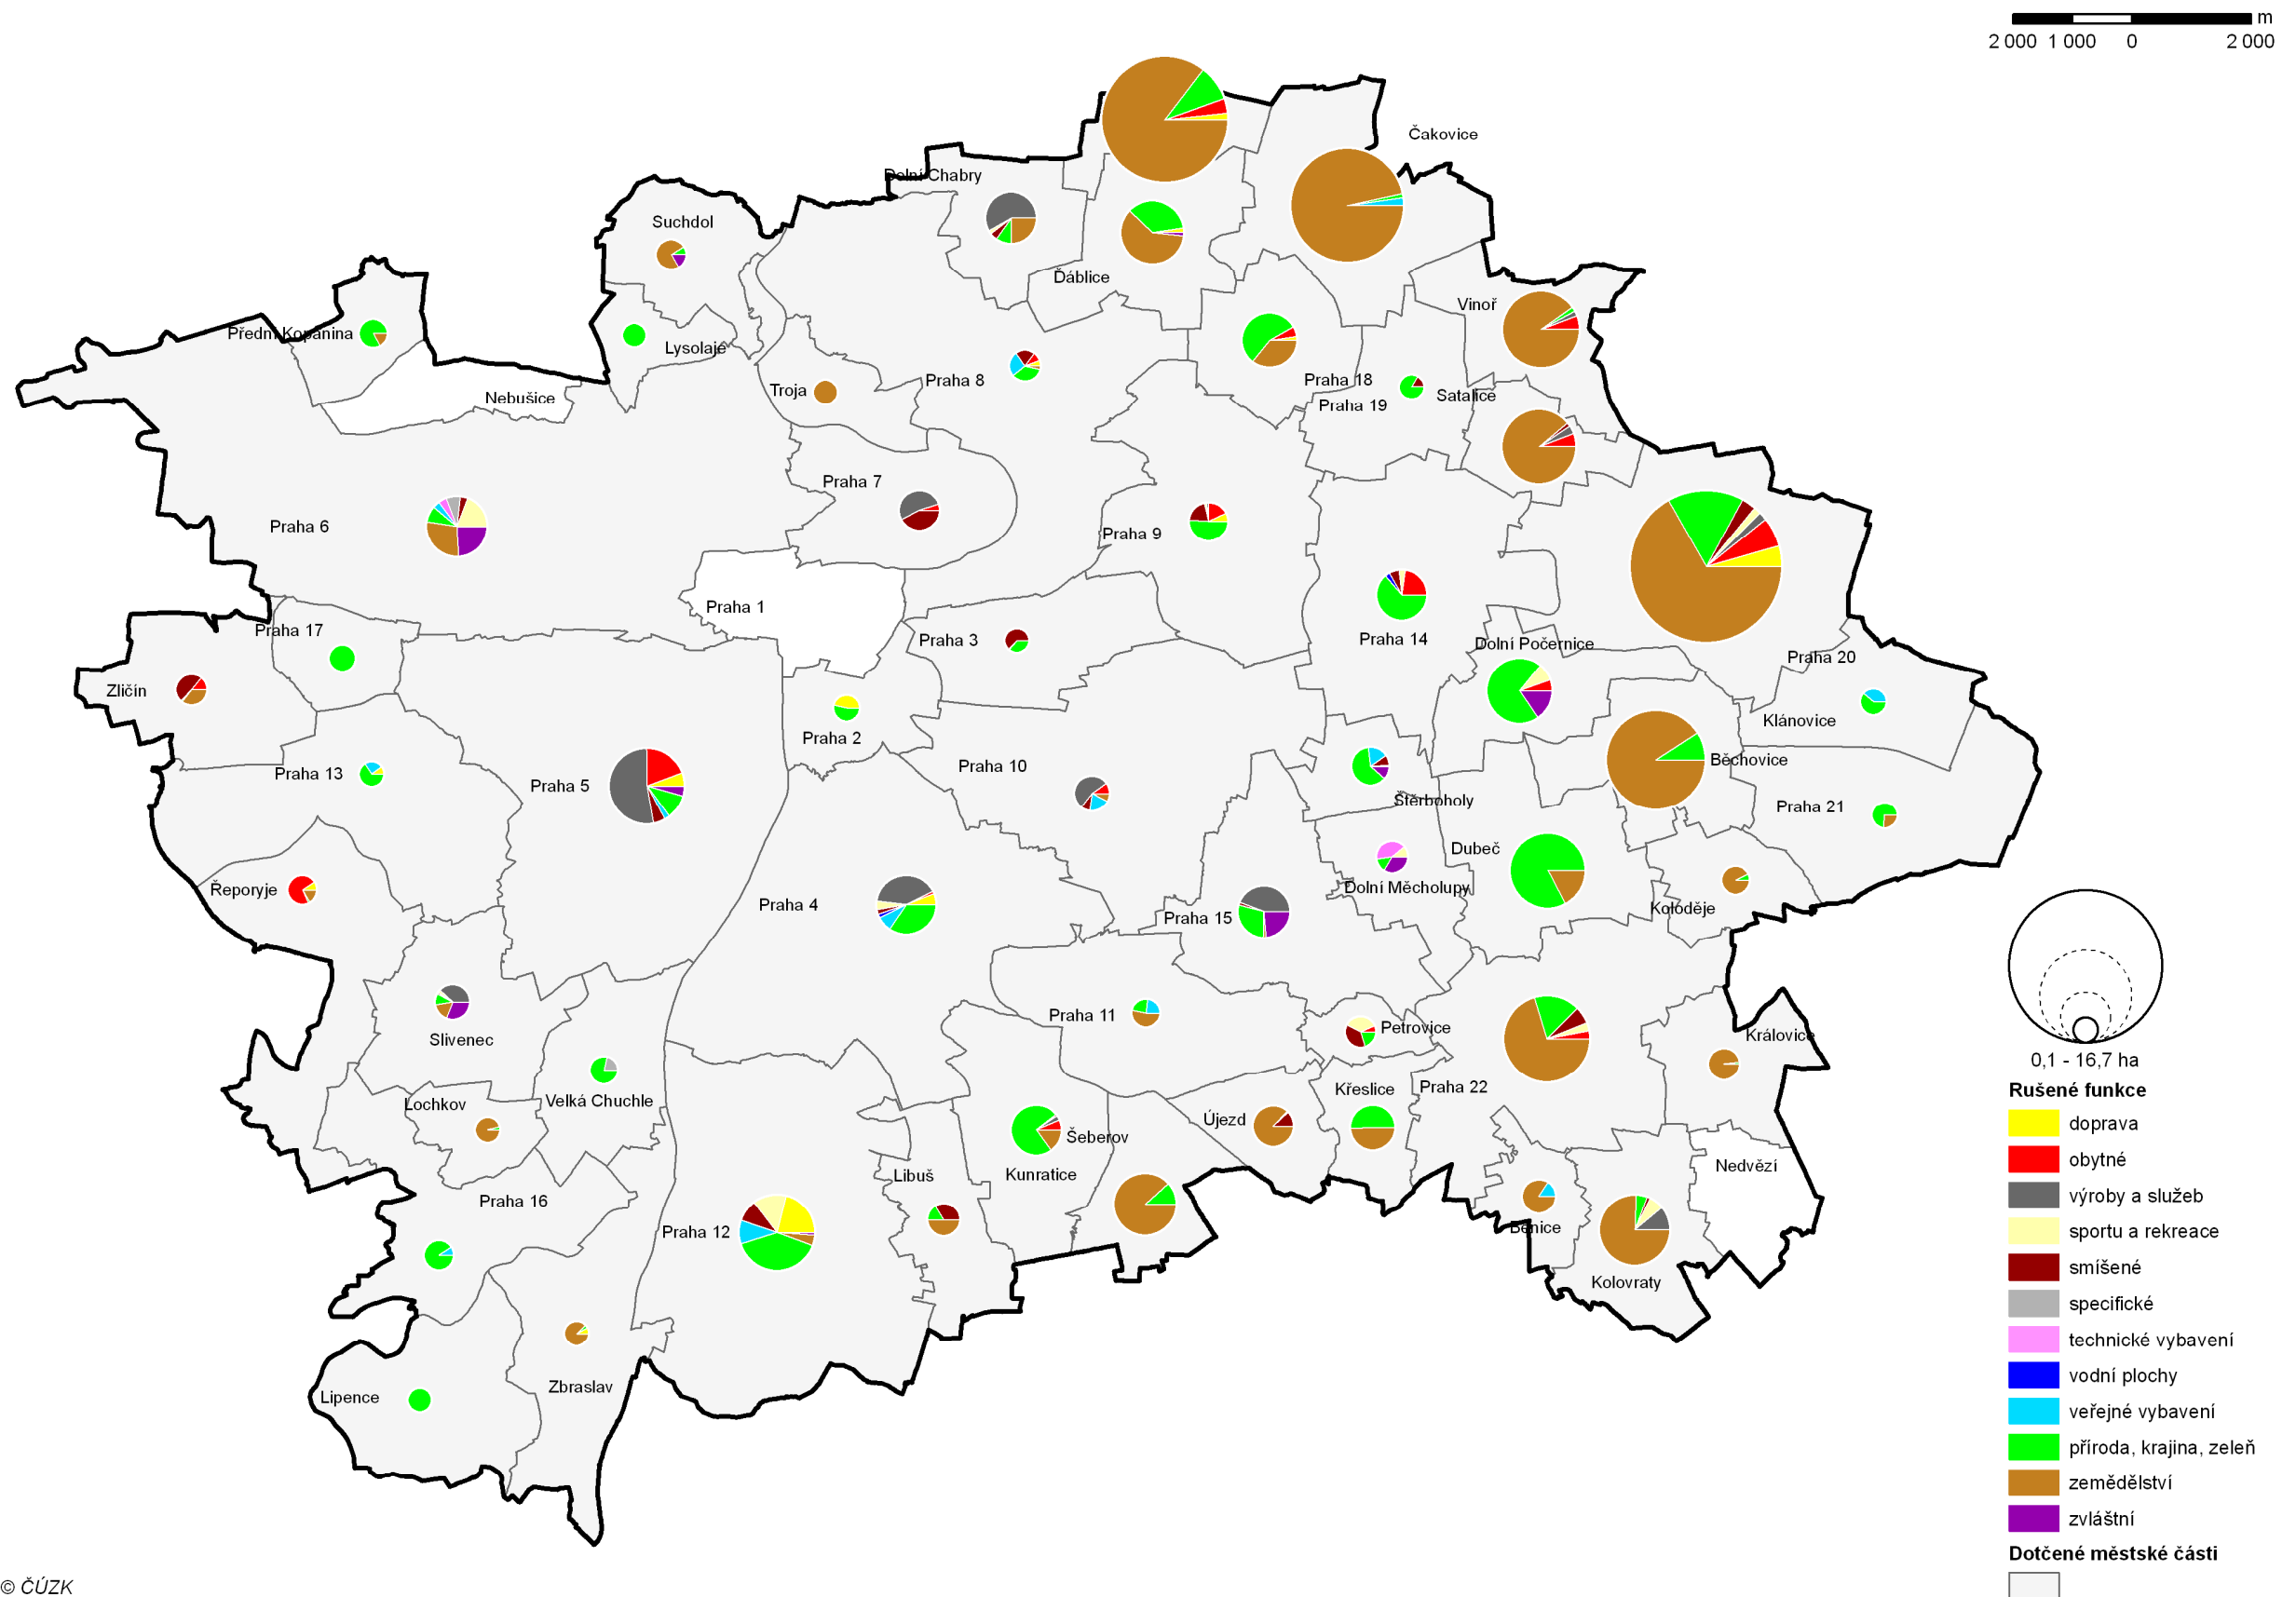 m
2 000 1 000 0 2 000
Čakovice
Dolní Chabry
Suchdol
Ďáblice
Vinoř
Přední Kopanina
Lysolaje
Praha 8
Praha 18
Troja
Nebušice
Praha 19
Satalice
Praha 7
Praha 6
Praha 9
Praha 1
Praha 17
Praha 3
Praha 14
Dolní Počernice
Praha 20
Zličín
Klánovice
Praha 2
Praha 13
Praha 5
Praha 10
Běchovice
Štěrboholy
Praha 21
Dubeč
Řeporyje
Dolní Měcholupy
Praha 4
Koloděje
Praha 15
Praha 11
Petrovice
Slivenec
Královice
0,1 - 16,7 ha
Praha 22
Křeslice
Rušené funkce
Velká Chuchle
Lochkov
Újezd
doprava
Šeberov
obytné
Kunratice
Libuš
Nedvězí
výroby a služeb
Praha 16
Praha 12
Benice
sportu a rekreace
smíšené
Kolovraty
specifické
technické vybavení
vodní plochy
Zbraslav
Lipence
veřejné vybavení
příroda, krajina, zeleň
zemědělství
zvláštní
Dotčené městské části
© ČÚZK